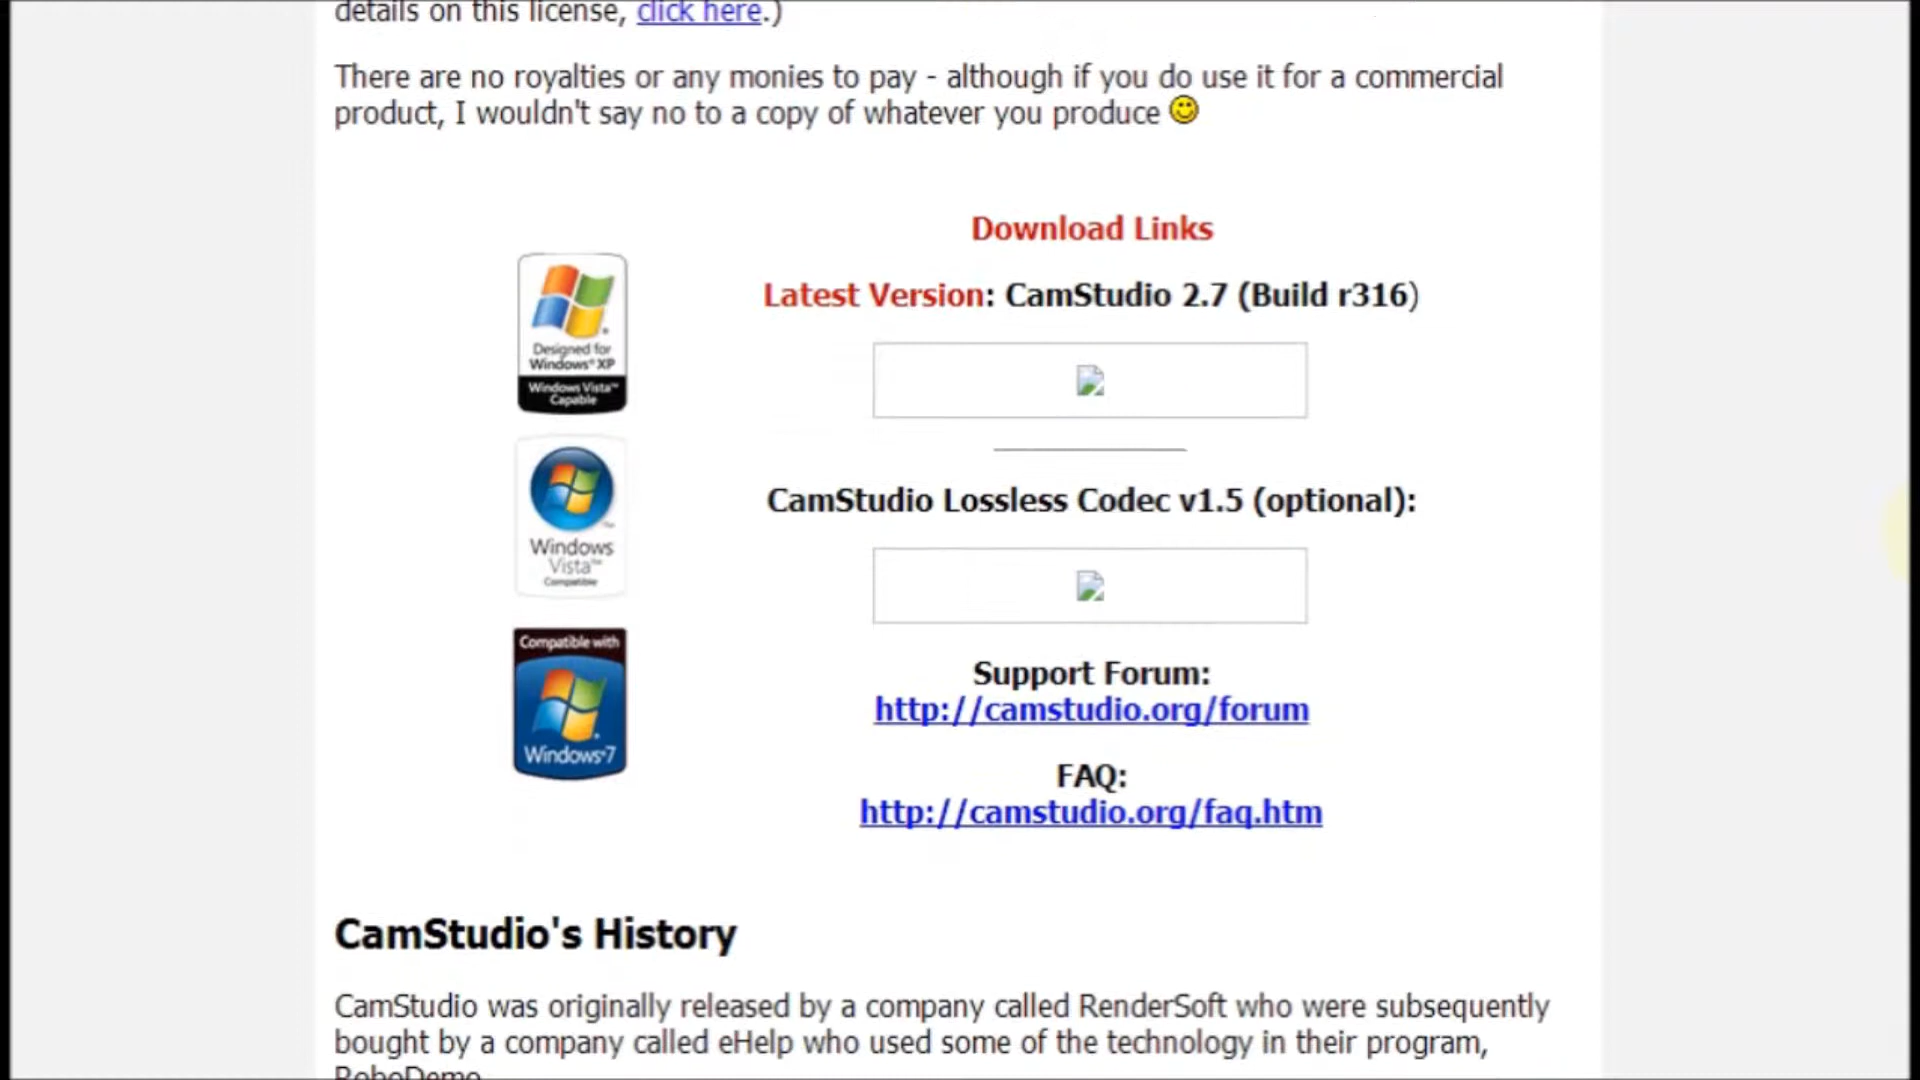 details on this license, click here.)
There are no royalties or any monies to pay - although if you do use it for a commercial
product, I wouldn't say no to a copy of whatever you produce
Download Links
Latest Version: CamStudio 2.7 (Build r316)
Designed for
Windows® XP
Windows Vista™
Capable
CamStudio Lossless Codec v1.5 (optional):
Windows
Vista™
Compatible
Support Forum:
http://camstudio.org/forum
Compatible with
Windows®7
FAQ:
http://camstudio.org/faq.htm
CamStudio's History
CamStudio was originally released by a company called RenderSoft who were subsequently
bought by a company called eHelp who used some of the technology in their program,
RoboDemo